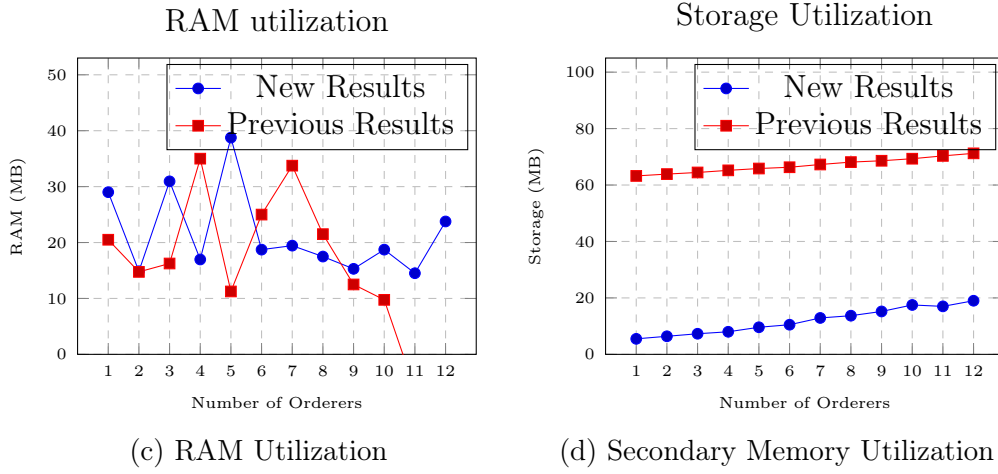 RAM utilization
50
40
30
20
10
0
RAM (MB)
1 2 3 4 5 6 7 8 9 10 11 12
Number of Orderers
New Results
Previous Results
(c) RAM Utilization
Storage Utilization
100
80
60
40
20
0
Storage (MB)
1 2 3 4 5 6 7 8 9 10 11 12
Number of Orderers
New Results
Previous Results
(d) Secondary Memory Utilization